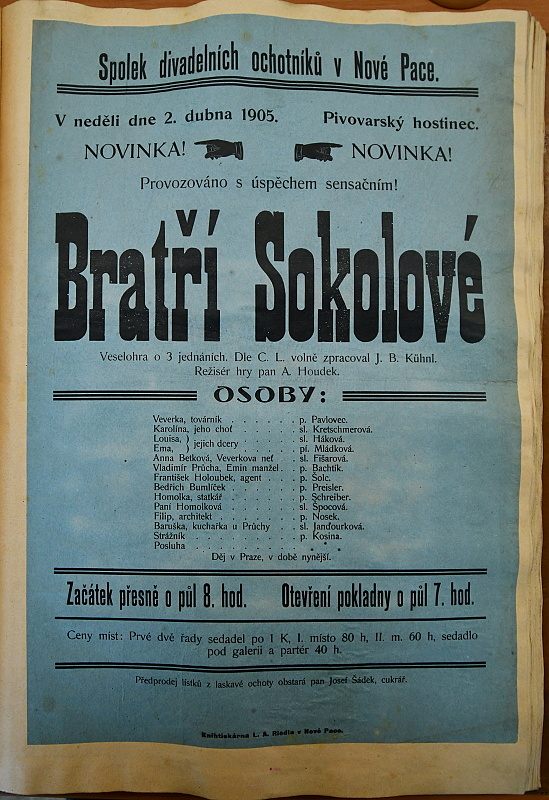 Spolek divadelních ochotníků v Nové Pace.
V neděli dne 2. dubna 1905. Pivovarský hostinec.
NOVINKA! NOVINKA!
Provozováno s úspěchem sensačním!
Bratří Sokolové
Veselohra o 3 jednáních. Dle C. L. volně zpracoval J. B. Kühnl.
Režisér hry pan A. Houdek.
OSOBY:
Veverka, továrník . . . . . . p. Pavlovec.
Karolína, jeho choť . . . . . . sl. Kretschmerová.
Louisa, } jejich dcery . . . . . . sl. Háková.
Ema, } . . . . . . pí. Mládková.
Anna Betková, Veverkova neť . . sl. Fišarová.
Vladimír Průcha, Emin manžel . . p. Bachtík.
František Holoubek, agent . . . p. Šolc.
Bedřich Bumlíček . . . . . . p. Preisler.
Homolka, statkář . . . . . . p. Schreiber.
Paní Homolková . . . . . . sl. Špocová.
Filip, architekt . . . . . . p. Nosek.
Baruška, kuchařka u Průchy . . sl. Janďourková.
Strážník . . . . . . p. Kosina.
Posluha . . . . . . * * *
Děj v Praze, v době nynější.
Začátek přesně o půl 8. hod. Otevření pokladny o půl 7. hod.
Ceny míst: Prvé dvě řady sedadel po 1 K, I. místo 80 h, II. m. 60 h, sedadlo
pod galerií a partér 40 h.
Předprodej lístků z laskavé ochoty obstará pan Josef Šádek, cukrář.
Knihtiskárna L. A. Riedla v Nové Pace.